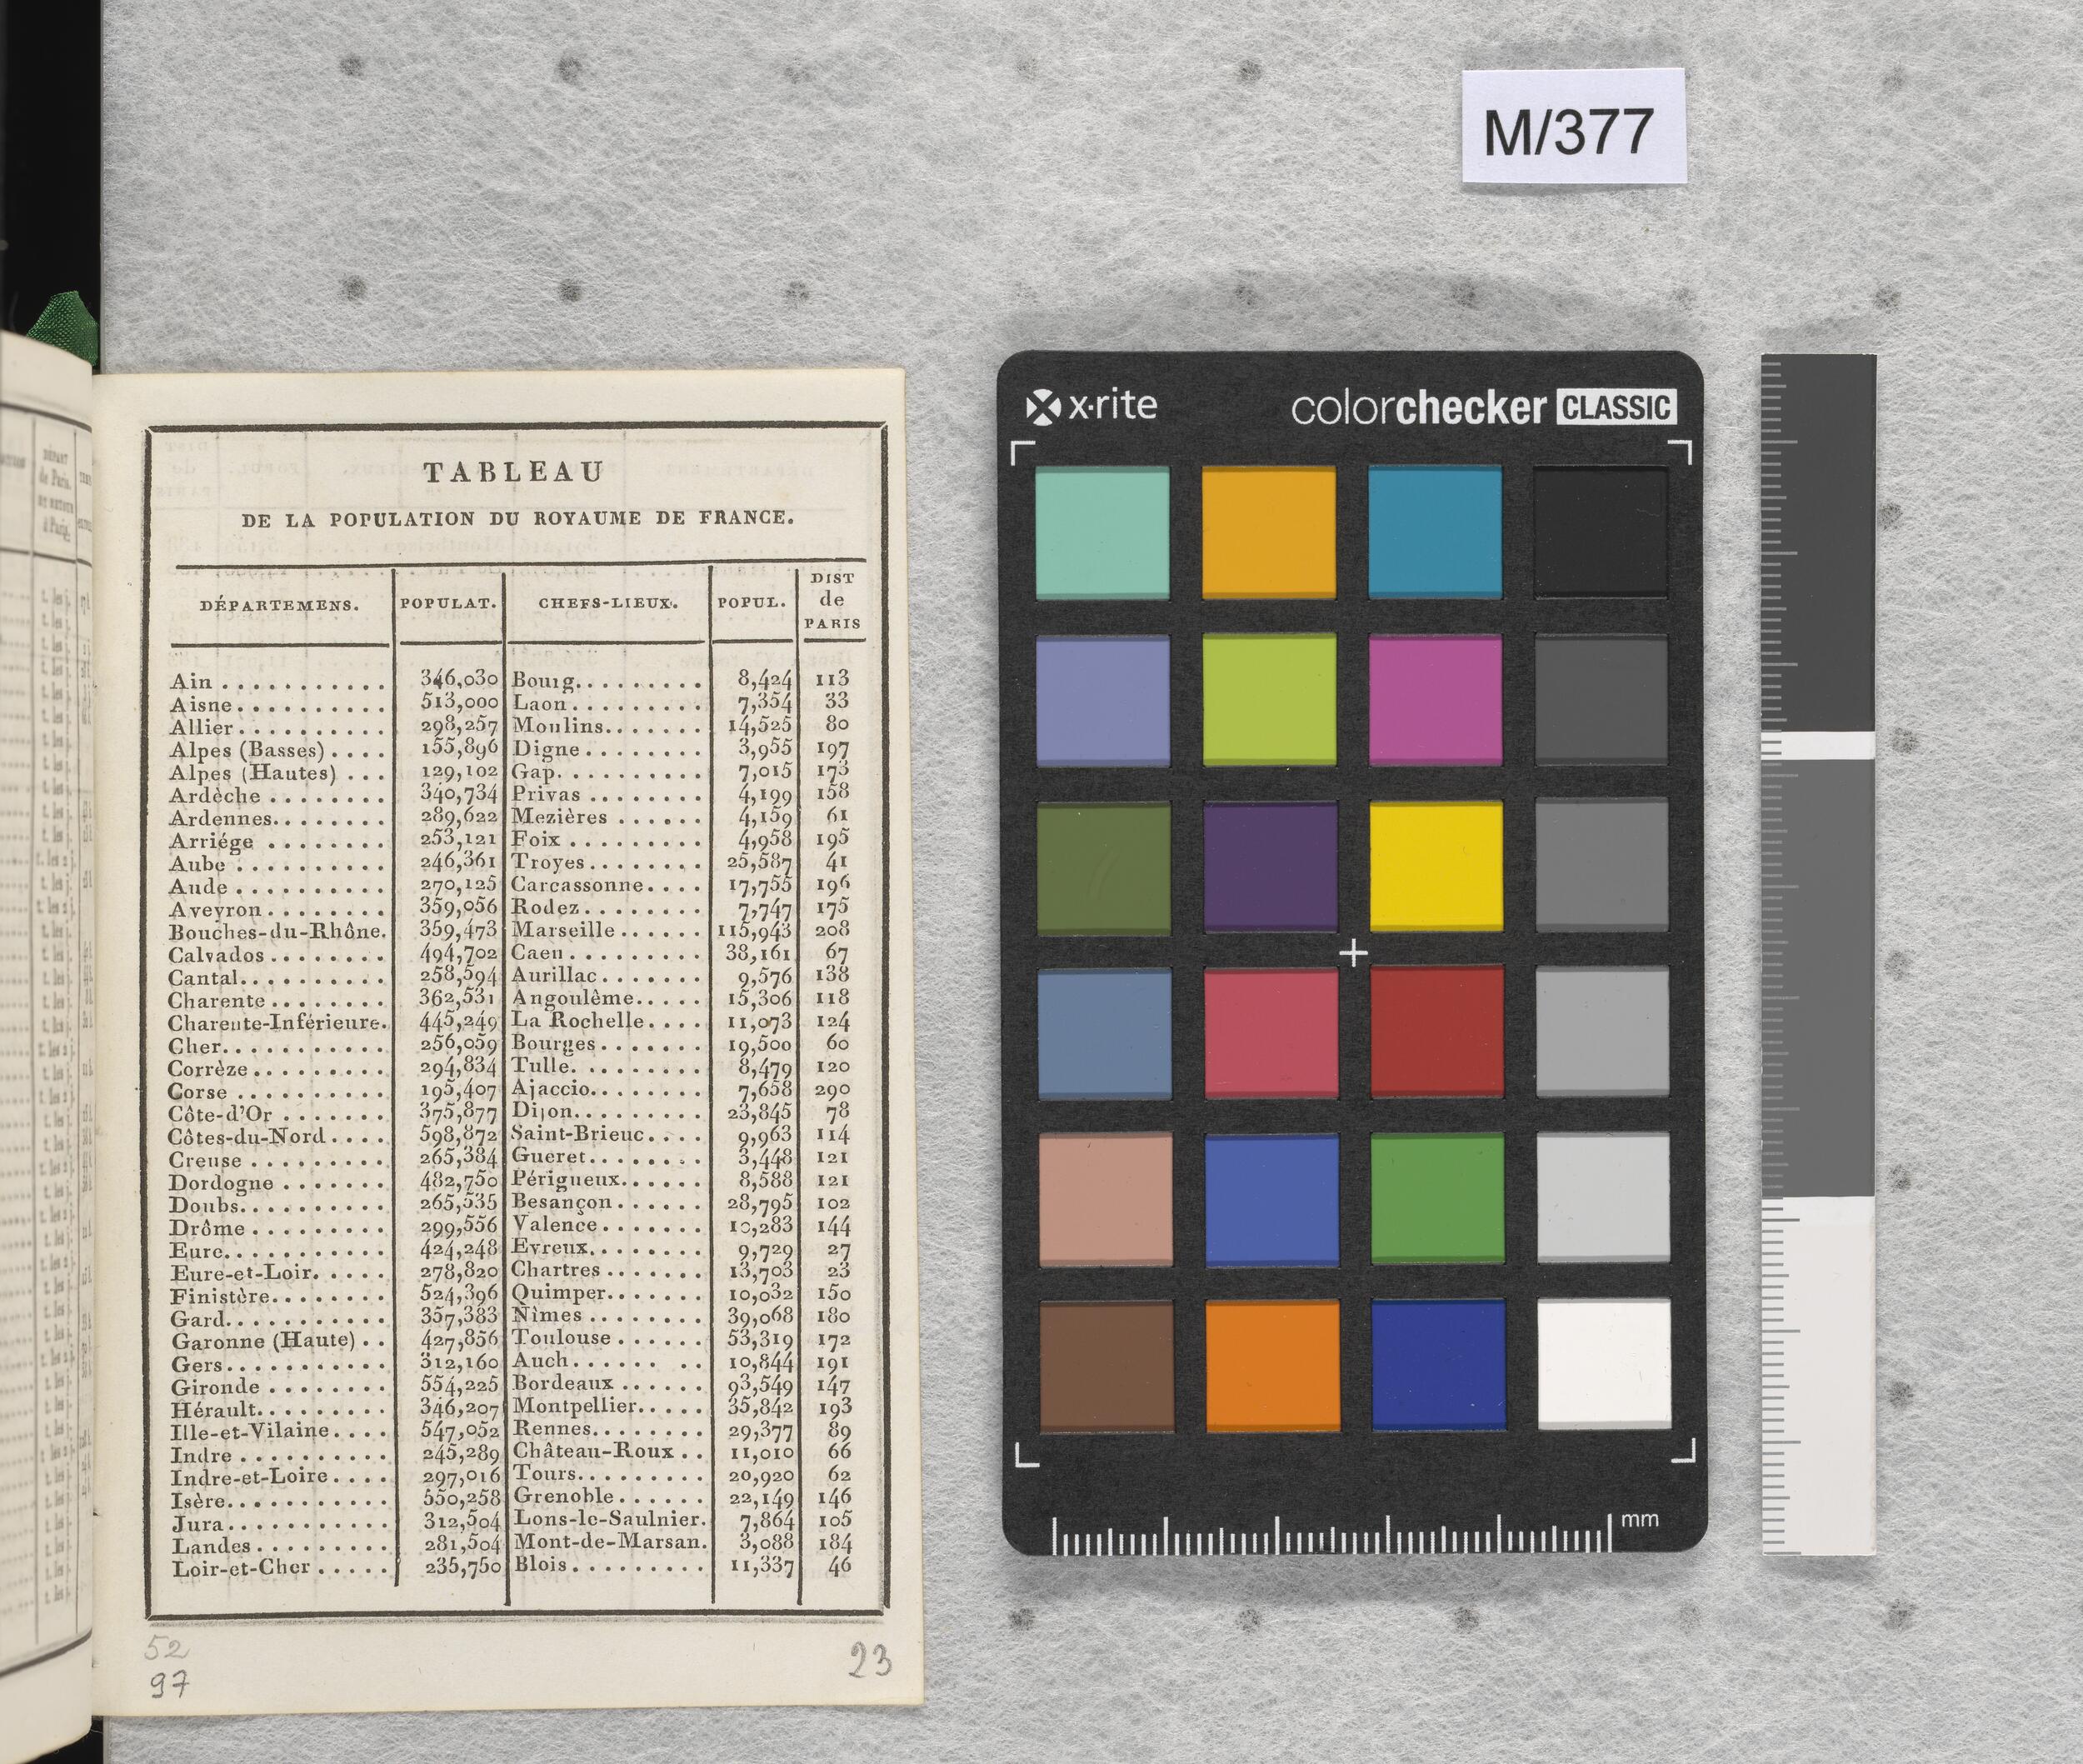 M/377
x·rite colorchecker CLASSIC
TABLEAU
DE LA POPULATION DU ROYAUME DE FRANCE.
DÉPARTEMENS. POPULAT. CHEFS-LIEUX. POPUL. DIST de PARIS
Ain . . . . . . . . . . . 346,030 Bourg. . . . . . . . . 8,424 113
Aisne . . . . . . . . . . 513,000 Laon . . . . . . . . . 7,354 33
Allier . . . . . . . . . . 298,257 Moulins. . . . . . . 14,525 80
Alpes (Basses) . . . . 155,896 Digne . . . . . . . . 3,955 197
Alpes (Hautes) . . . 129,102 Gap. . . . . . . . . . 7,015 173
Ardèche . . . . . . . . 340,734 Privas . . . . . . . . 4,199 158
Ardennes. . . . . . . . 289,622 Mezières . . . . . . 4,159 61
Arriége . . . . . . . . 253,121 Foix . . . . . . . . . 4,958 195
Aube . . . . . . . . . . 246,361 Troyes . . . . . . . . 25,587 41
Aude . . . . . . . . . . 270,125 Carcassonne. . . . 17,755 196
Aveyron . . . . . . . . 359,056 Rodez . . . . . . . . 7,747 175
Bouches-du-Rhône. 359,473 Marseille . . . . . . 115,943 208
Calvados . . . . . . . . 494,702 Caen . . . . . . . . . 38,161 67
Cantal. . . . . . . . . . 258,594 Aurillac . . . . . . . 9,576 138
Charente . . . . . . . . 362,531 Angoulême. . . . . 15,306 118
Charente-Inférieure. 445,249 La Rochelle. . . . 11,073 124
Cher. . . . . . . . . . . 256,059 Bourges . . . . . . . 19,500 60
Corrèze . . . . . . . . . 294,834 Tulle. . . . . . . . . 8,479 120
Corse . . . . . . . . . . 195,407 Ajaccio. . . . . . . . 7,658 290
Côte-d'Or . . . . . . . 375,877 Dijon. . . . . . . . . 23,845 78
Côtes-du-Nord . . . . 598,872 Saint-Brieuc. . . . 9,963 114
Creuse . . . . . . . . . 265,384 Gueret . . . . . . . . 3,448 121
Dordogne . . . . . . . 482,750 Périgueux. . . . . . 8,588 121
Doubs. . . . . . . . . . 265,535 Besançon . . . . . . 28,795 102
Drôme . . . . . . . . . 299,556 Valence . . . . . . . 10,283 144
Eure. . . . . . . . . . . 424,248 Evreux. . . . . . . . 9,729 27
Eure-et-Loir. . . . . . 278,820 Chartres . . . . . . . 13,703 23
Finistère. . . . . . . . . 524,396 Quimper. . . . . . . 10,032 150
Gard. . . . . . . . . . . 357,383 Nîmes . . . . . . . . 39,068 180
Garonne (Haute) . . 427,856 Toulouse . . . . . . 53,319 172
Gers . . . . . . . . . . . 312,160 Auch . . . . . . . . 10,844 191
Gironde . . . . . . . . 554,225 Bordeaux . . . . . . 93,549 147
Hérault. . . . . . . . . 346,207 Montpellier. . . . . 35,842 193
Ille-et-Vilaine . . . . 547,052 Rennes. . . . . . . . 29,377 89
Indre . . . . . . . . . . 245,289 Château-Roux . . 11,010 66
Indre-et-Loire . . . . 297,016 Tours. . . . . . . . . 20,920 62
Isère. . . . . . . . . . . 550,258 Grenoble . . . . . . 22,149 146
Jura . . . . . . . . . . . 312,504 Lons-le-Saulnier. 7,864 105
Landes . . . . . . . . . 281,504 Mont-de-Marsan. 3,088 184
Loir-et-Cher . . . . . 235,750 Blois . . . . . . . . . 11,337 46
52
97
23
mm